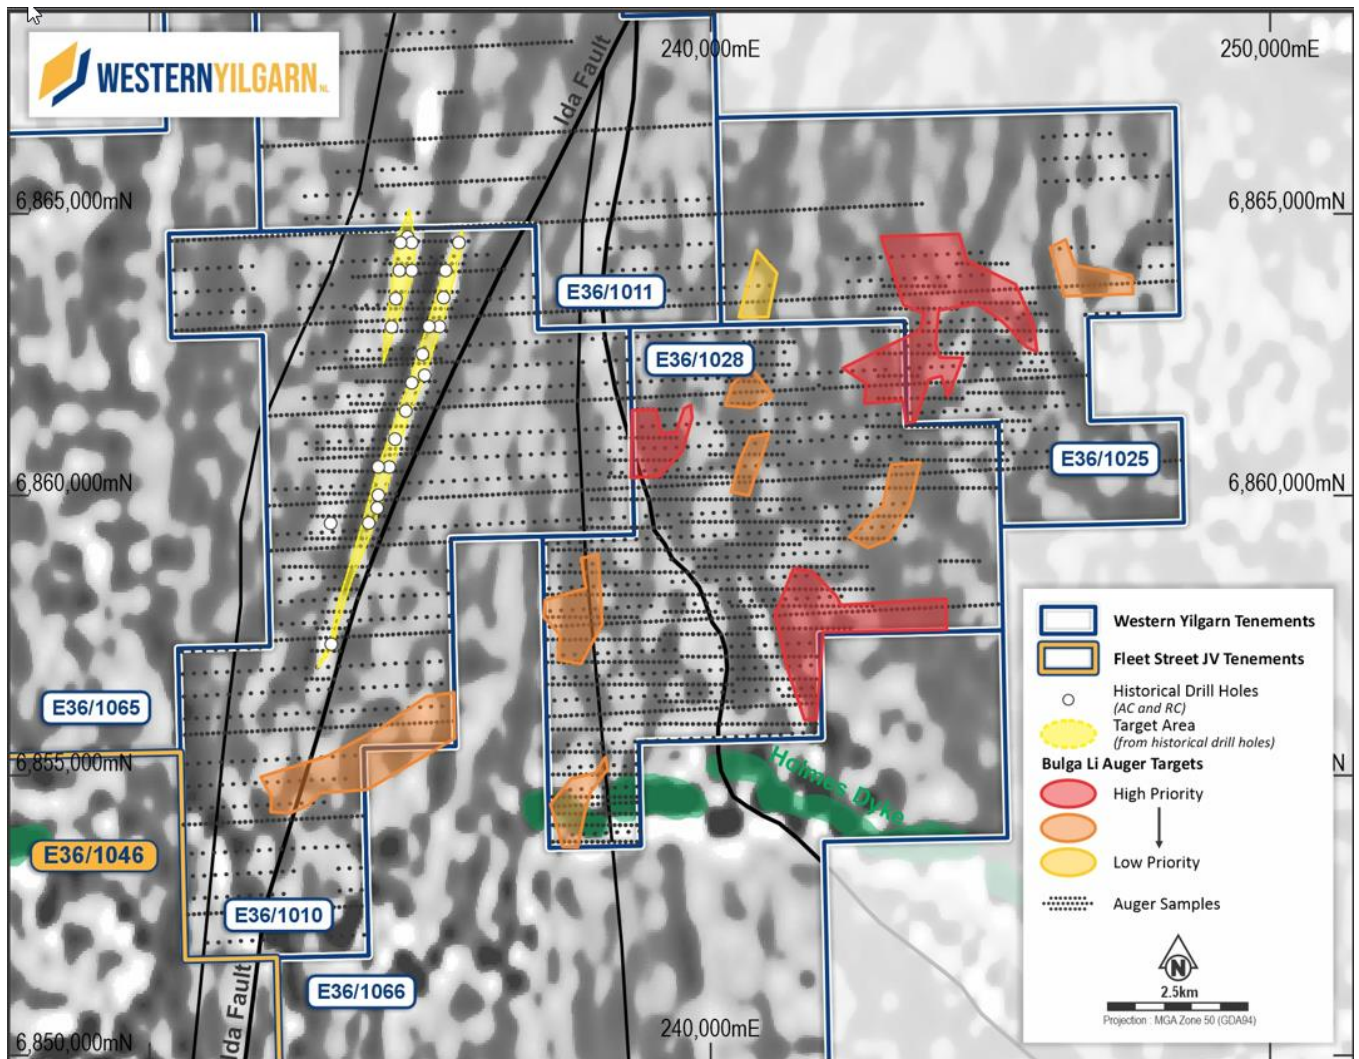 WESTERNYILGARN NL
240,000mE
250,000mE
Ida Fault
6,865,000mN
6,865,000mN
E36/1011
E36/1028
E36/1025
6,860,000mN
6,860,000mN
E36/1065
6,855,000mN
N
Holmes Dyke
E36/1046
E36/1010
E36/1066
Ida Fault
240,000mE
6,850,000mN
Western Yilgarn Tenements
Fleet Street JV Tenements
Historical Drill Holes
(AC and RC)
Target Area
(from historical drill holes)
Bulga Li Auger Targets
High Priority
Low Priority
Auger Samples
N
2.5km
Projection : MGA Zone 50 (GDA94)